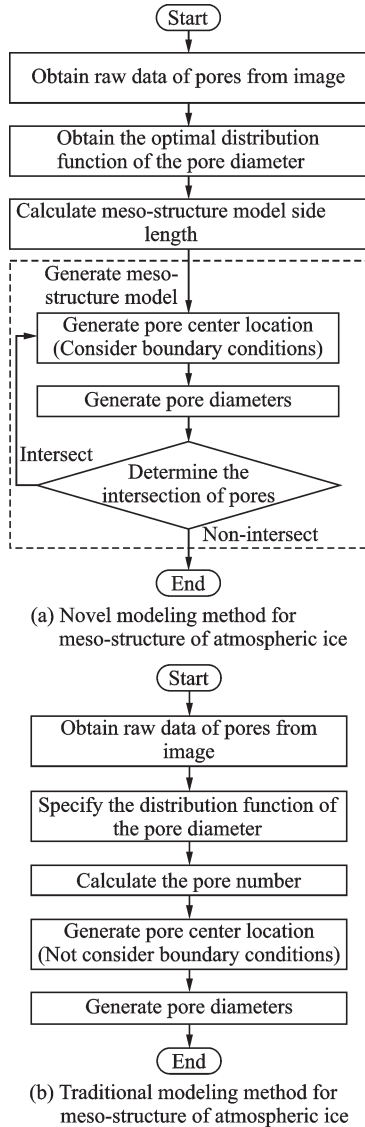 Start
Obtain raw data of pores from image
Obtain the optimal distribution
function of the pore diameter
Calculate meso-structure model side
length
Generate meso-
structure model
Generate pore center location
(Consider boundary conditions)
Generate pore diameters
Intersect
Determine the
intersection of pores
Non-intersect
End
(a) Novel modeling method for
meso-structure of atmospheric ice
Start
Obtain raw data of pores from
image
Specify the distribution function of
the pore diameter
Calculate the pore number
Generate pore center location
(Not consider boundary conditions)
Generate pore diameters
End
(b) Traditional modeling method for
meso-structure of atmospheric ice